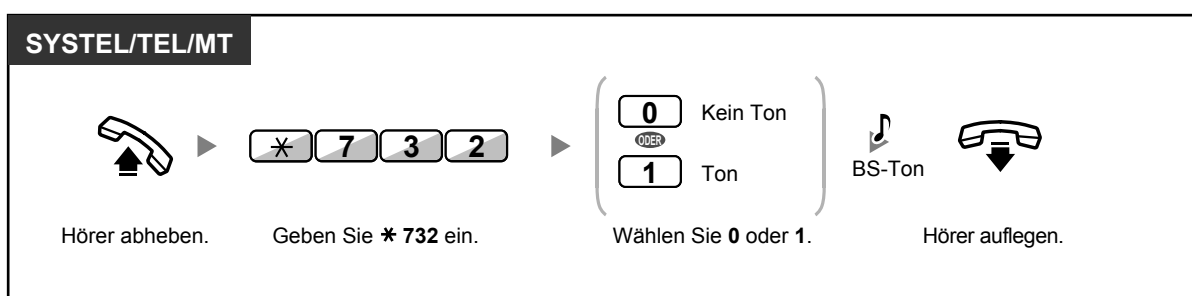 SYSTEL/TEL/MT
0 Kein Ton
ODER
* 7 3 2
1 Ton
BS-Ton
Hörer abheben.
Geben Sie * 732 ein.
Wählen Sie 0 oder 1.
Hörer auflegen.